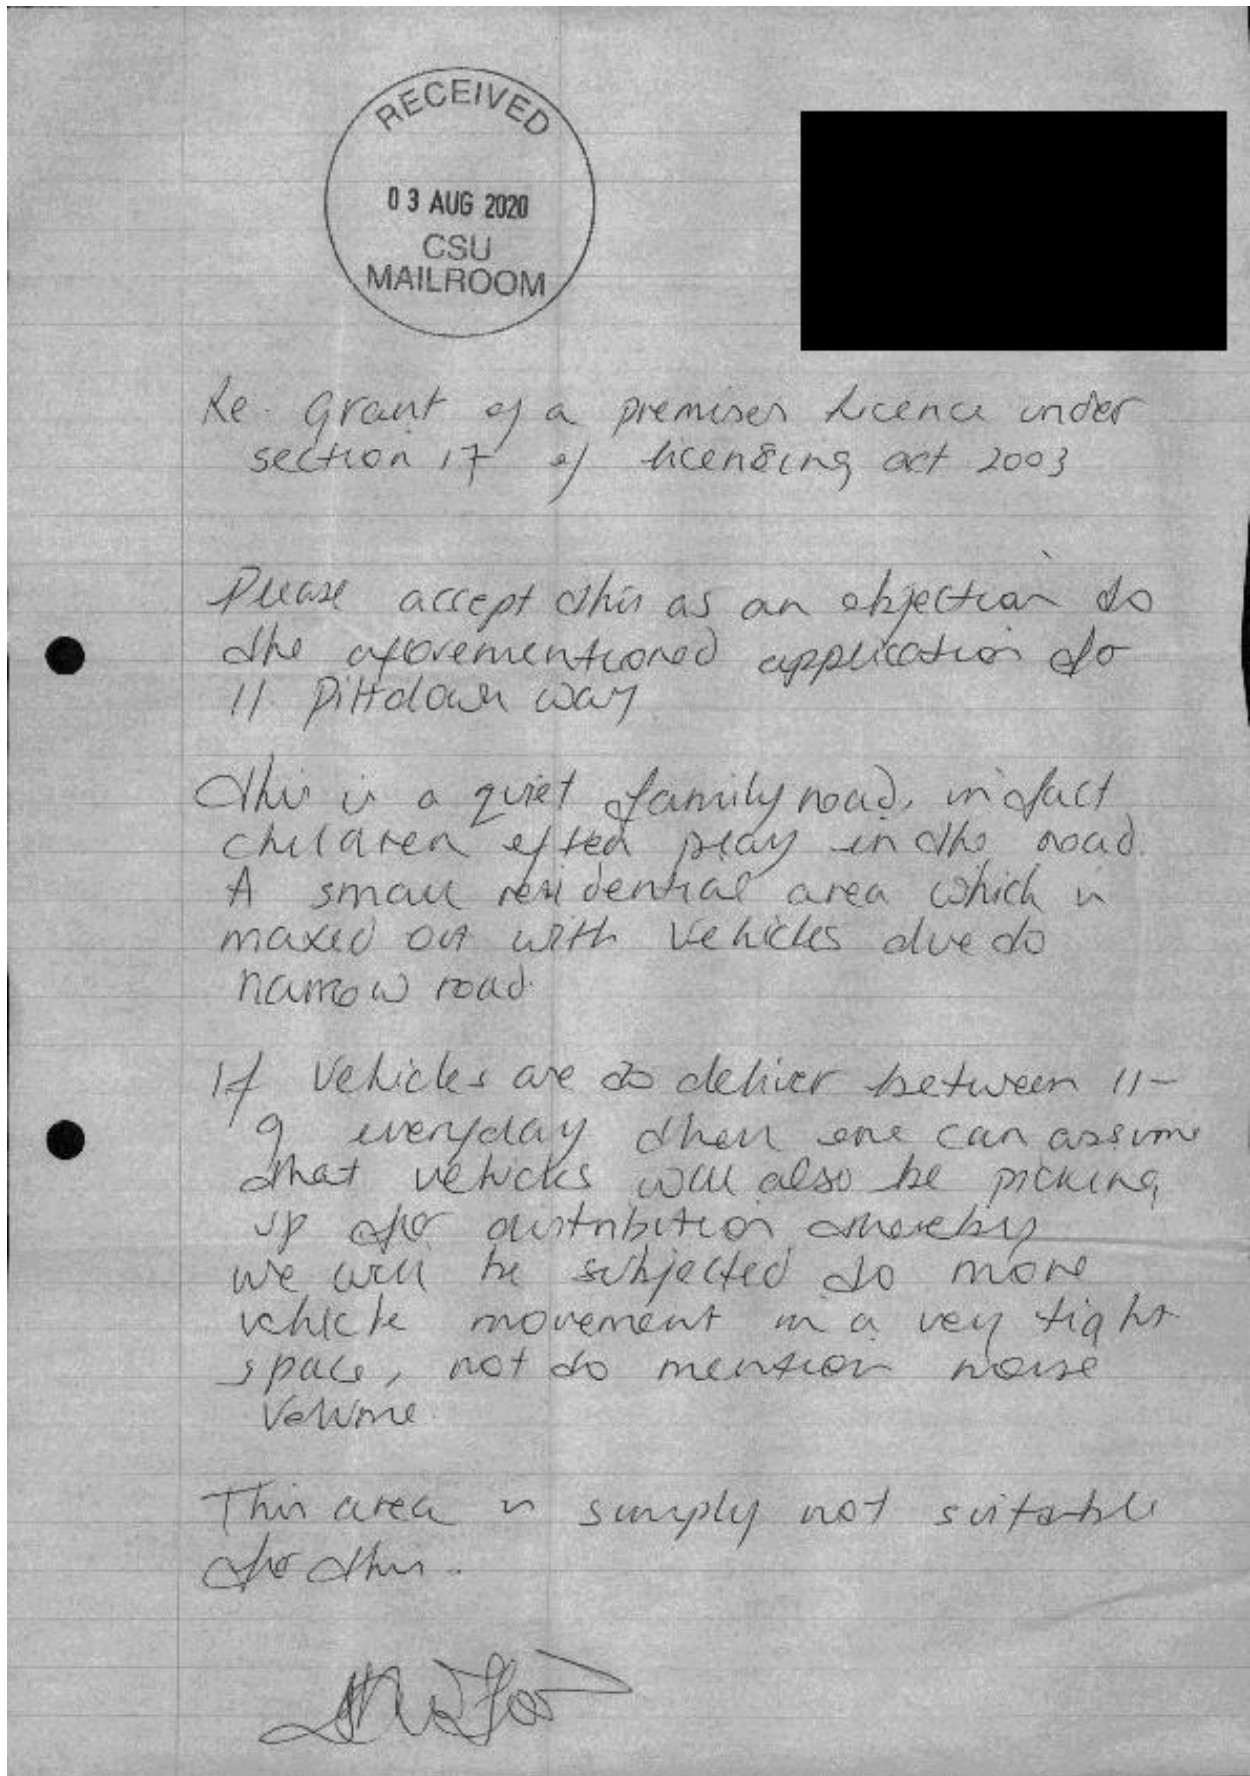 RECEIVED
03 AUG 2020
CSU
MAILROOM
Re. Grant of a premises licence under
section 17 of licensing act 2003
Please accept this as an objection to
the aforementioned application to
11 Piltdown way
This is a quiet family road, in fact
children often play in the road.
A small residential area which is
maxed out with vehicles due to
narrow road.
If vehicles are to deliver between 11-
9 everyday then one can assume
that vehicles will also be picking
up for distribution thereby
we will be subjected to more
vehicle movement in a very tight
space, not to mention noise
volume.
This area is simply not suitable
for this.